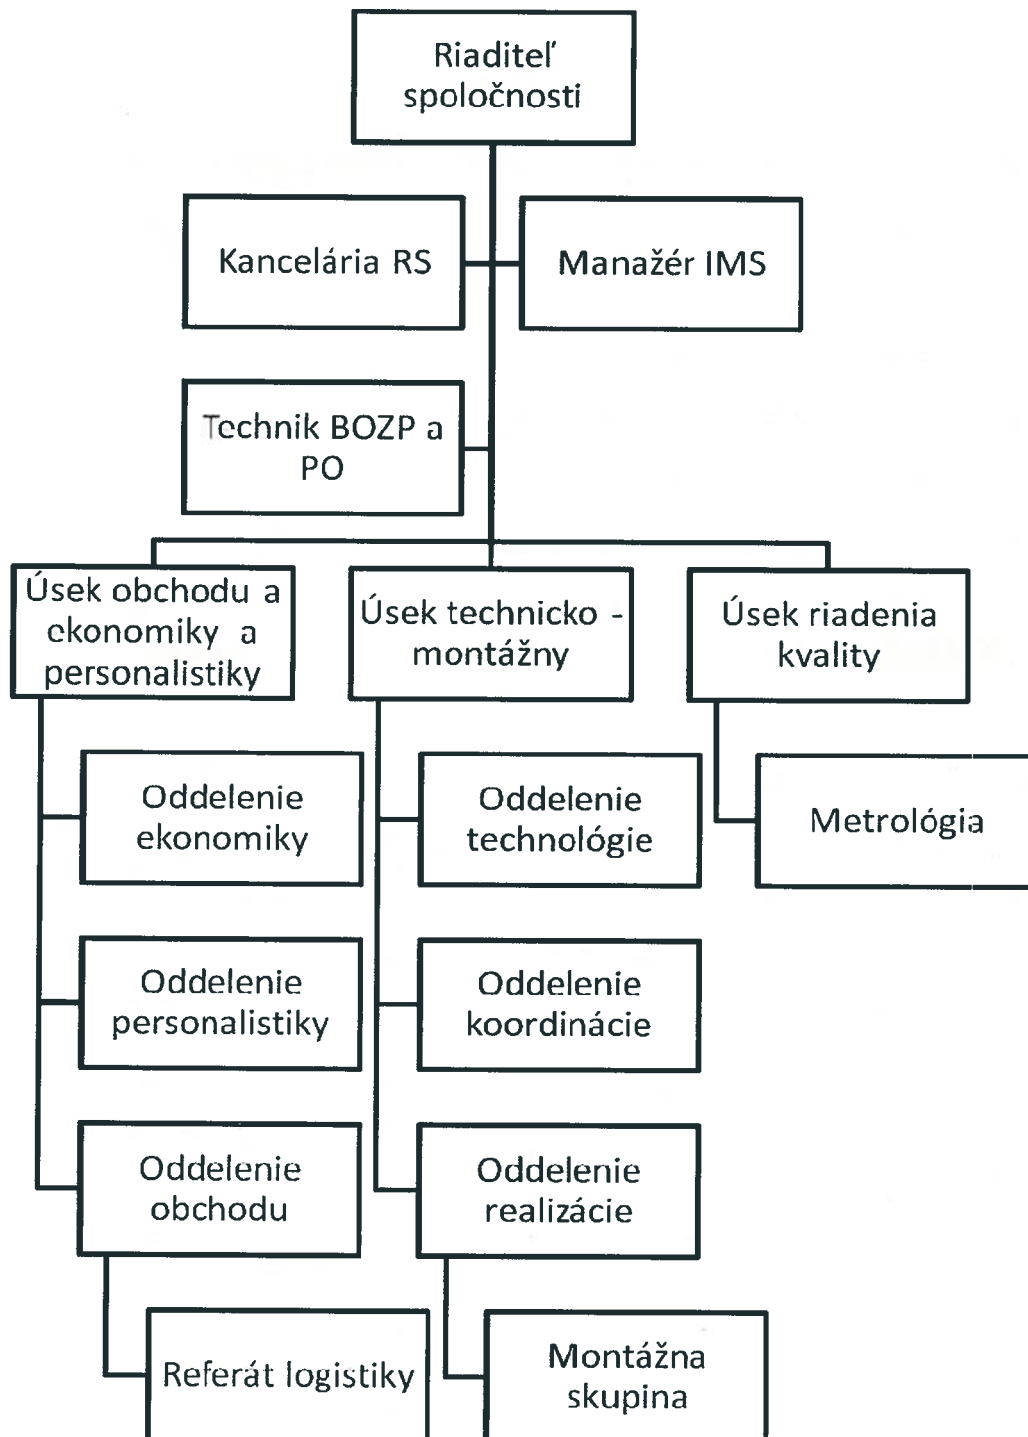 Riaditeľ
spoločnosti
Kancelária RS
Manažér IMS
Technik BOZP a
PO
Úsek obchodu a
ekonomiky a
personalistiky
Úsek technicko -
montážny
Úsek riadenia
kvality
Oddelenie
ekonomiky
Oddelenie
technológie
Metrológia
Oddelenie
personalistiky
Oddelenie
koordinácie
Oddelenie
obchodu
Oddelenie
realizácie
Referát logistiky
Montážna
skupina